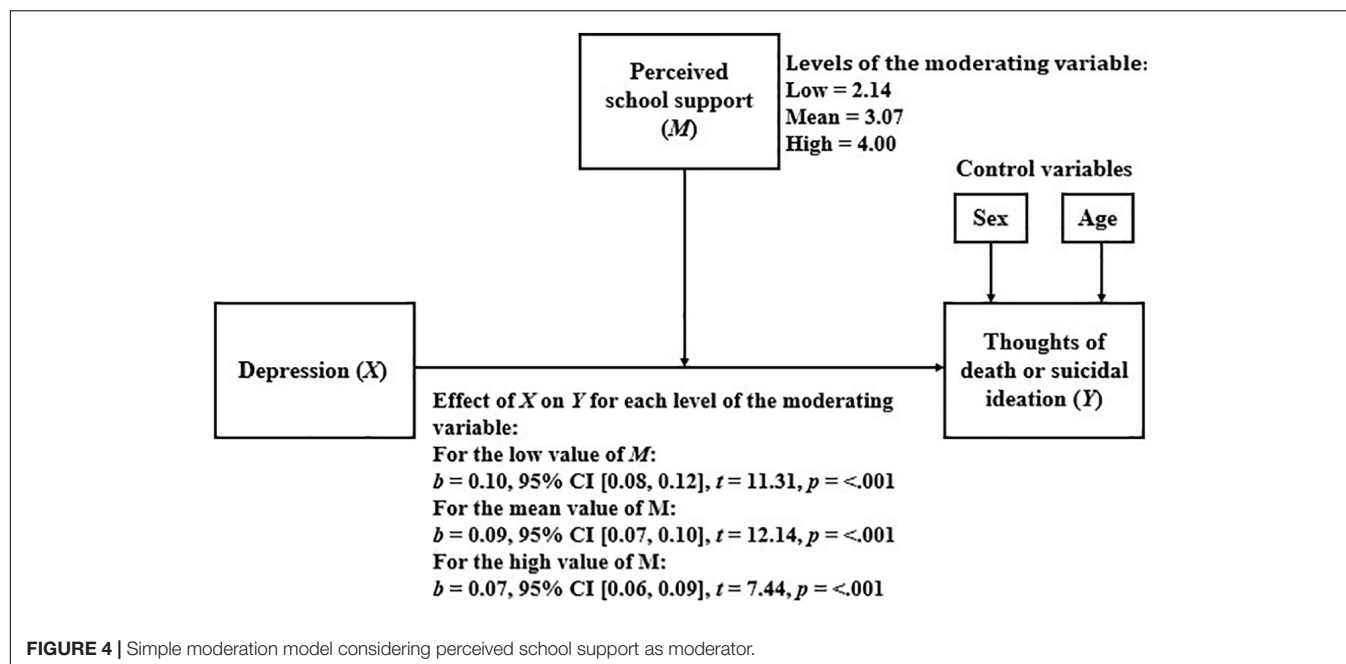 Perceived
school support
(M)
Levels of the moderating variable:
Low = 2.14
Mean = 3.07
High = 4.00
Control variables
Sex
Age
Depression (X)
Thoughts of
death or suicidal
ideation (Y)
Effect of X on Y for each level of the moderating
variable:
For the low value of M:
b = 0.10, 95% CI [0.08, 0.12], t = 11.31, p = <.001
For the mean value of M:
b = 0.09, 95% CI [0.07, 0.10], t = 12.14, p = <.001
For the high value of M:
b = 0.07, 95% CI [0.06, 0.09], t = 7.44, p = <.001
FIGURE 4 | Simple moderation model considering perceived school support as moderator.